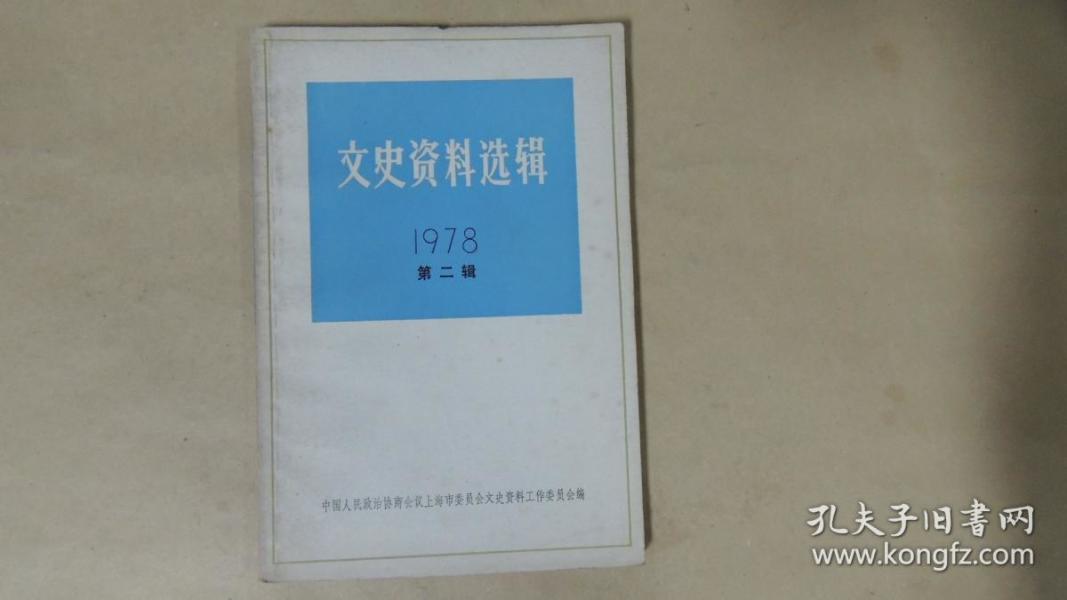 文史资料选辑
1978
第二辑
中国人民政治协商会议上海市委员会文史资料工作委员会编
孔夫子旧書网
www.kongfz.com